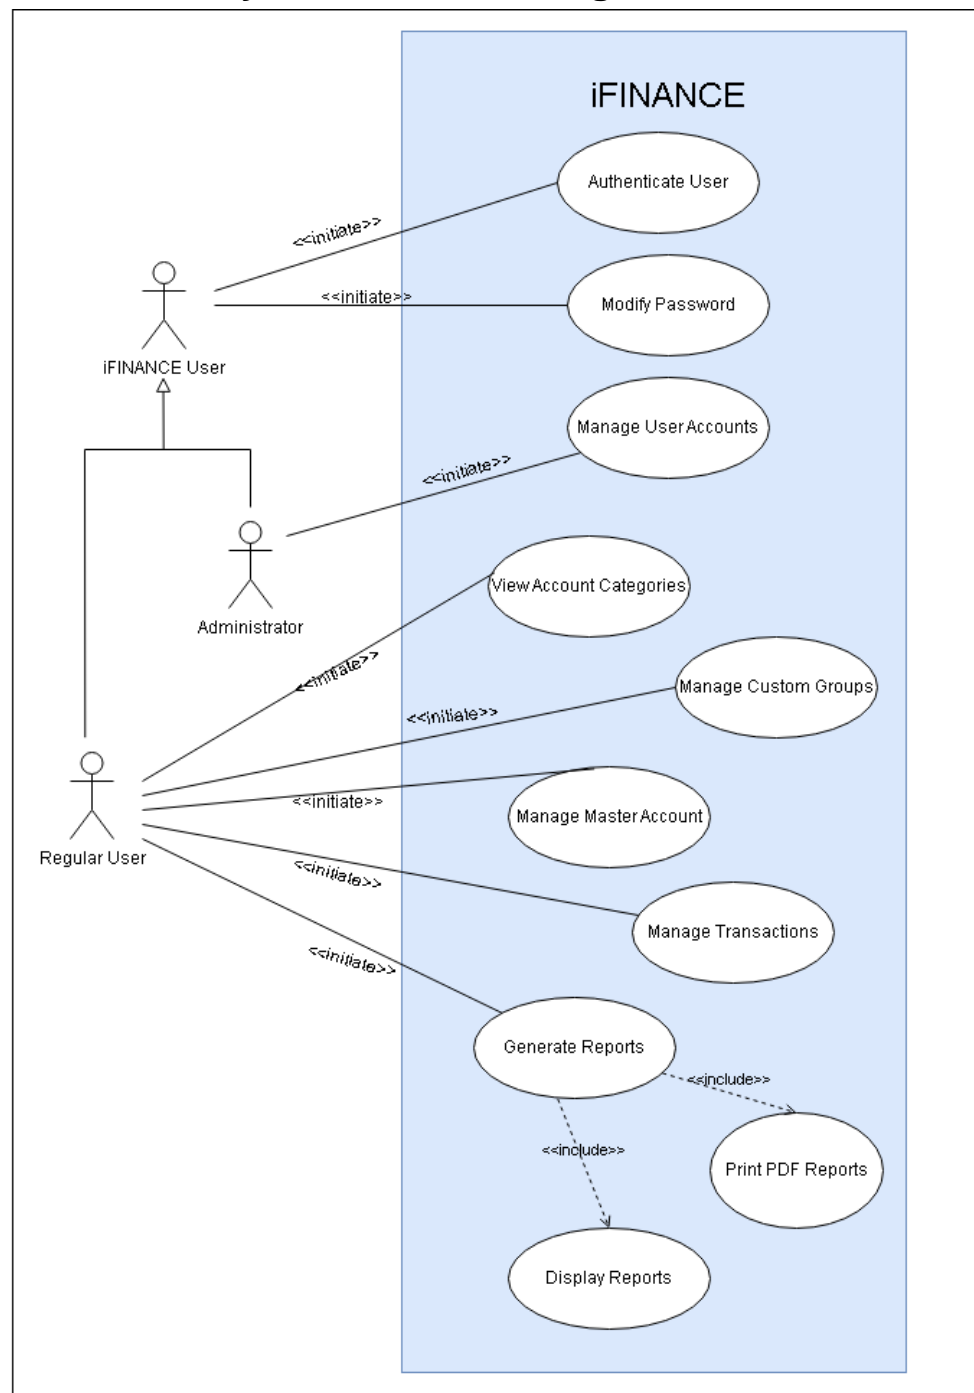 iFINANCE
Authenticate User
<<initiate>>
<<initiate>>
Modify Password
iFINANCE User
Manage User Accounts
<<initiate>>
View Account Categories
Administrator
<<initiate>>
Manage Custom Groups
<<initiate>>
<<initiate>>
Manage Master Account
Regular User
<<initiate>>
Manage Transactions
<<initiate>>
Generate Reports
<<include>>
<<include>>
Print PDF Reports
Display Reports